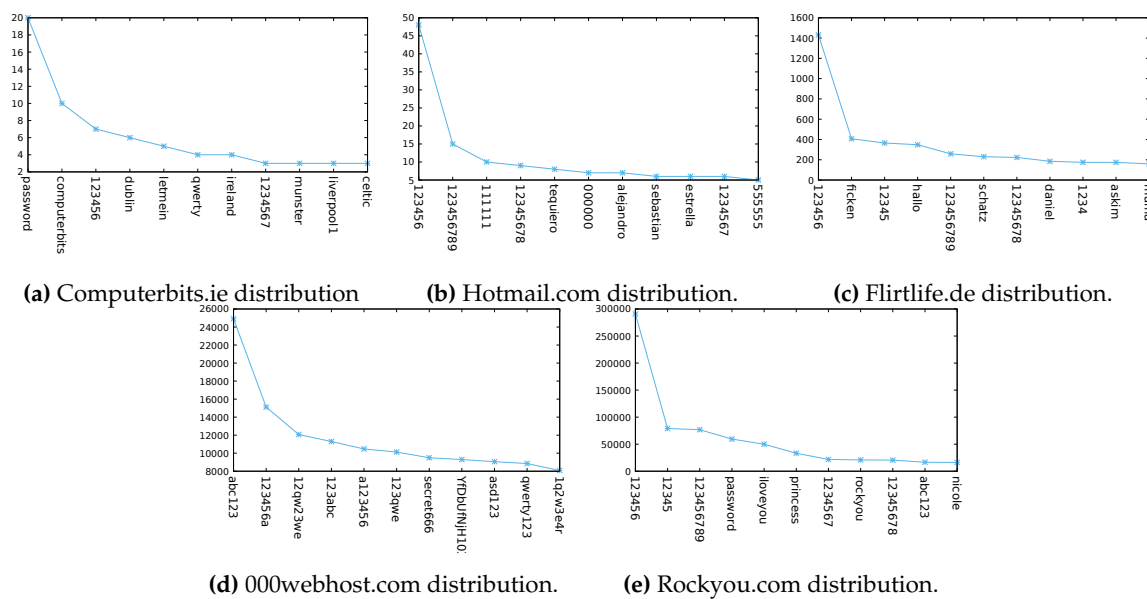 20
18
16
14
12
10
8
6
4
2
password
computerbits
123456
dublin
letmein
qwerty
ireland
1234567
munster
liverpool1
celtic
(a) Computerbits.ie distribution
50
45
40
35
30
25
20
15
10
5
123456
123456789
111111
12345678
tequiero
000000
alejandro
sebastian
estrella
1234567
555555
(b) Hotmail.com distribution.
1600
1400
1200
1000
800
600
400
200
0
123456
ficken
12345
hallo
123456789
schatz
12345678
daniel
1234
askim
(c) Flirtlife.de distribution.
26000
24000
22000
20000
18000
16000
14000
12000
10000
8000
abc123
123456a
12qw23we
123abc
a123456
123qwe
secret666
asd123
qwerty123
1q2w3e4r
(d) 000webhost.com distribution.
300000
250000
200000
150000
100000
50000
0
123456
12345
123456789
password
iloveyou
princess
1234567
rockyou
12345678
abc123
nicole
(e) Rockyou.com distribution.